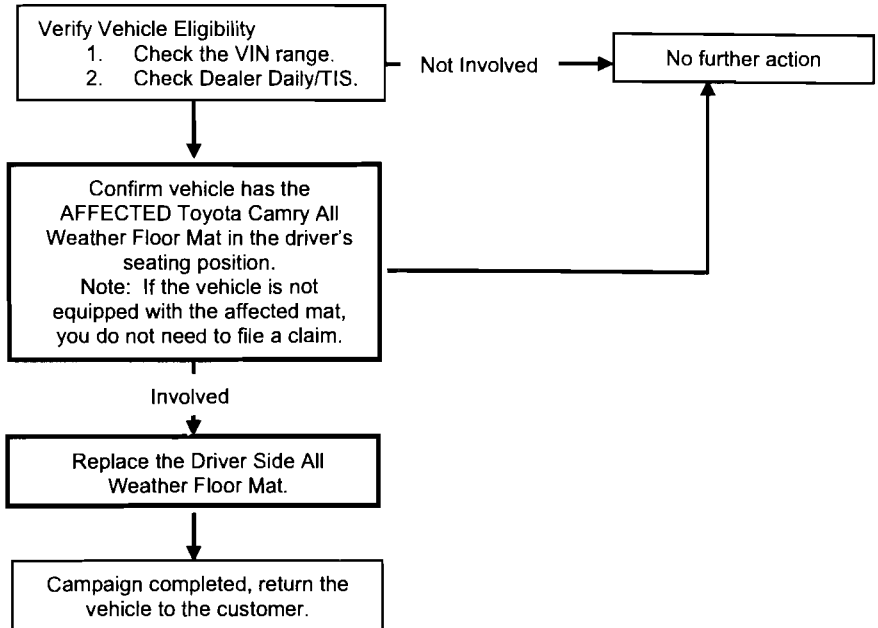 Verify Vehicle Eligibility
1. Check the VIN range.
2. Check Dealer Daily/TIS.
Not Involved
No further action
Confirm vehicle has the
AFFECTED Toyota Camry All
Weather Floor Mat in the driver's
seating position.
Note: If the vehicle is not
equipped with the affected mat,
you do not need to file a claim.
Involved
Replace the Driver Side All
Weather Floor Mat.
Campaign completed, return the
vehicle to the customer.